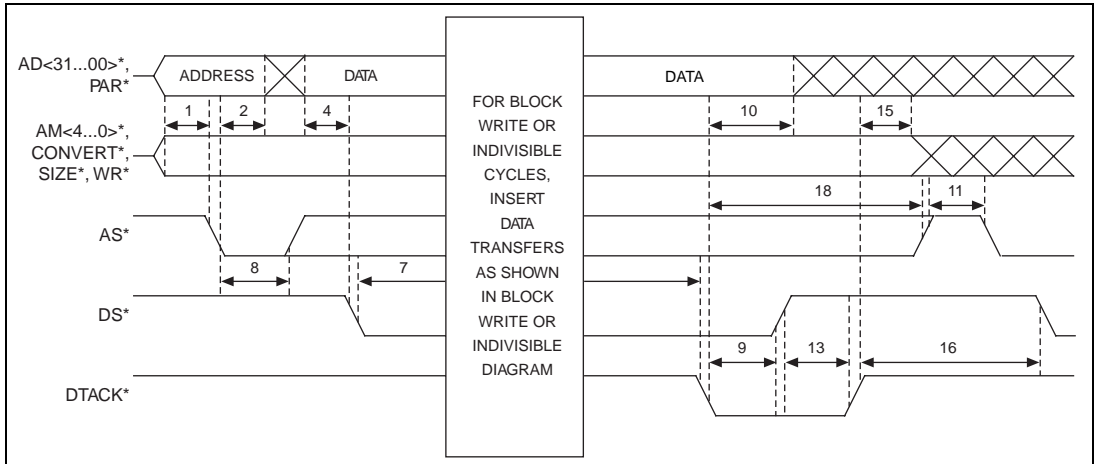 AD<31...00>*,
PAR*
ADDRESS
DATA
DATA
1
2
4
10
15
AM<4...0>*,
CONVERT*,
SIZE*, WR*
18
11
AS*
8
7
DS*
9
13
16
DTACK*
FOR BLOCK
WRITE OR
INDIVISIBLE
CYCLES,
INSERT
DATA
TRANSFERS
AS SHOWN
IN BLOCK
WRITE OR
INDIVISIBLE
DIAGRAM